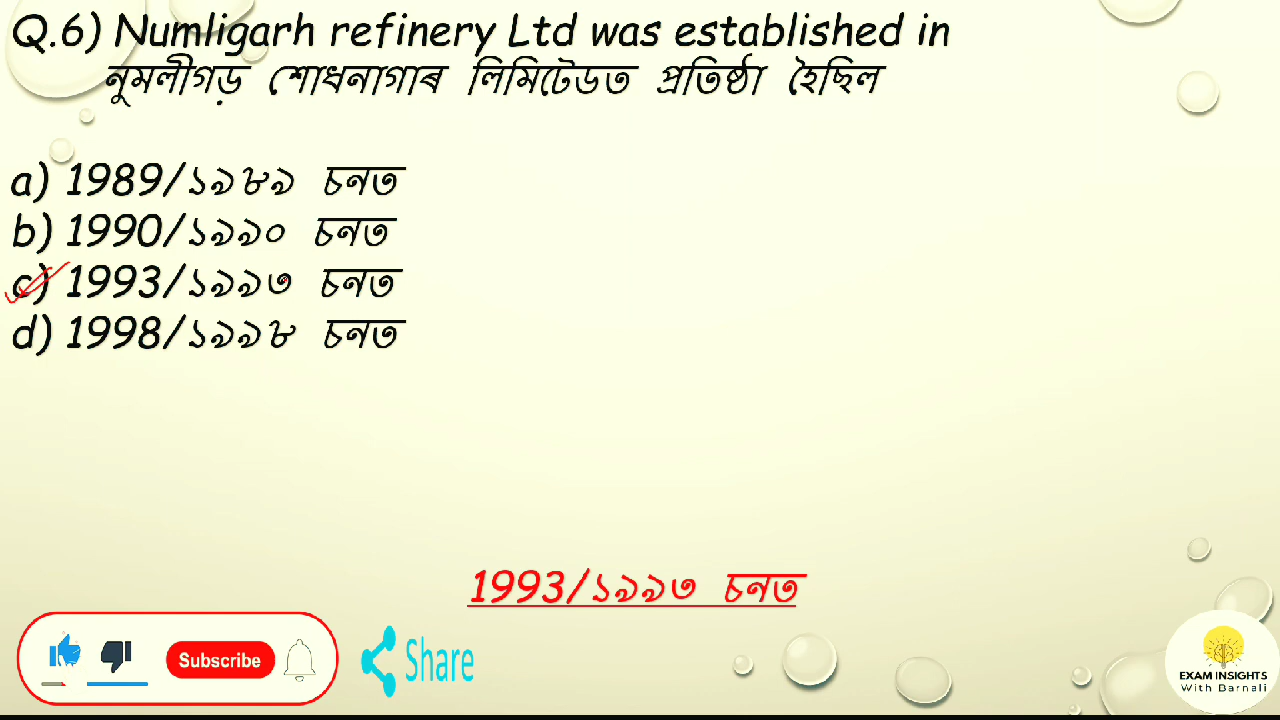 Q.6) Numligarh refinery Ltd was established in
নুমলীগড় শোধনাগাৰ লিমিটেডত প্ৰতিষ্ঠা হৈছিল
a) 1989/১৯৮৯ চনত
b) 1990/১৯৯০ চনত
c) 1993/১৯৯৩ চনত
d) 1998/১৯৯৮ চনত
1993/১৯৯৩ চনত
Subscribe
Share
EXAM INSIGHTS
With Barnali